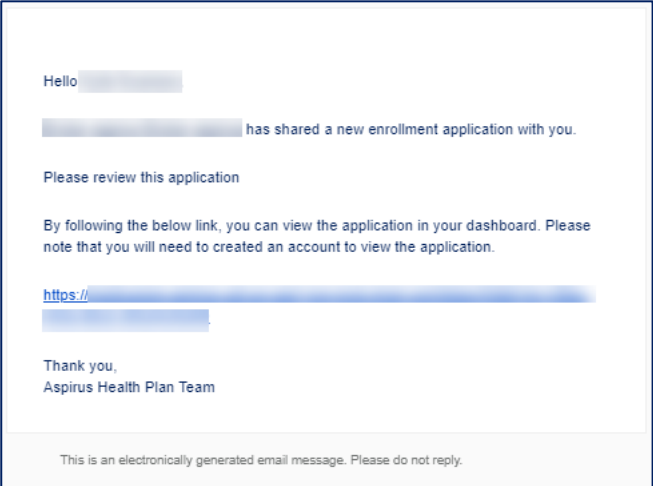 Hello
has shared a new enrollment application with you.
Please review this application
By following the below link, you can view the application in your dashboard. Please
note that you will need to created an account to view the application.
https://
Thank you,
Aspirus Health Plan Team
This is an electronically generated email message. Please do not reply.